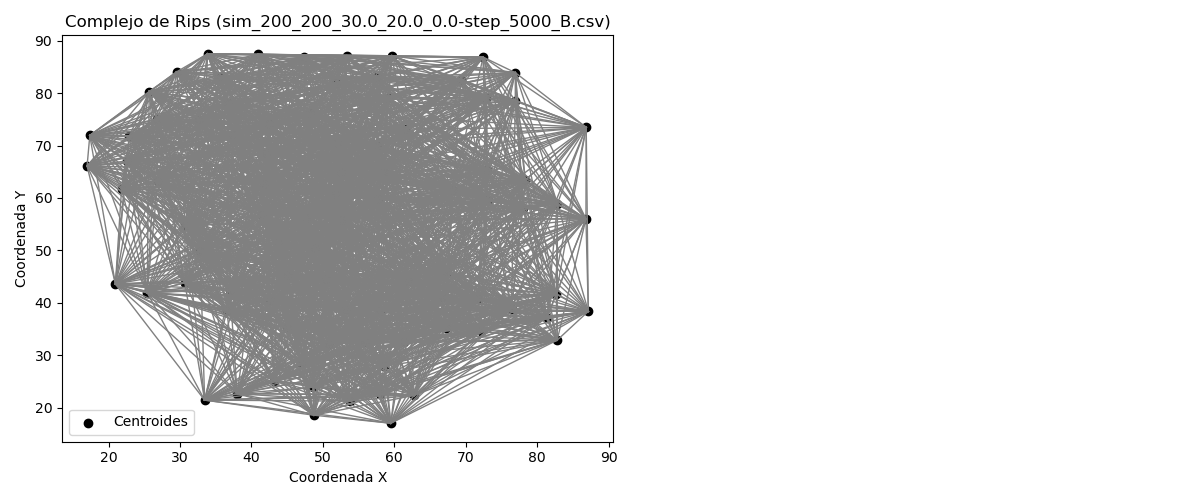 Complejo de Rips (sim_200_200_30.0_20.0_0.0-step_5000_B.csv)
90
80
70
60
50
40
30
20
Coordenada Y
Centroides
20 30 40 50 60 70 80 90
Coordenada X